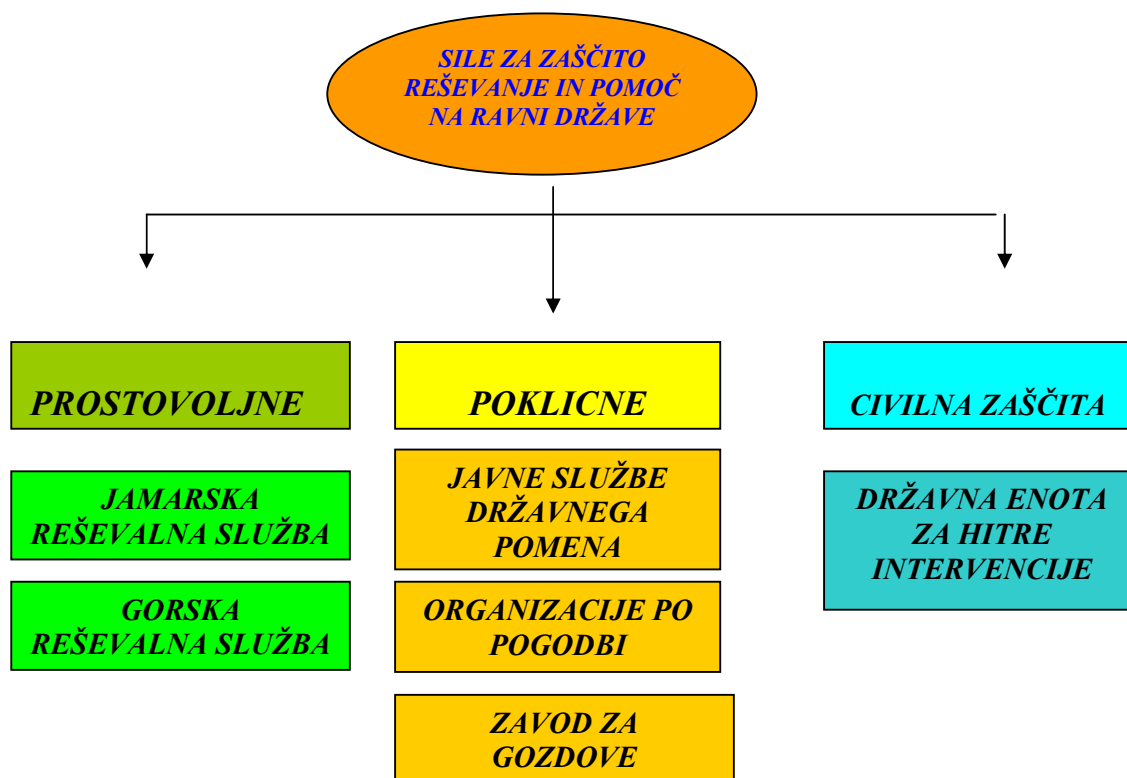 SILE ZA ZAŠČITO
REŠEVANJE IN POMOČ
NA RAVNI DRŽAVE
PROSTOVOLJNE
JAMARSKA
REŠEVALNA SLUŽBA
GORSKA
REŠEVALNA SLUŽBA
POKLICNE
JAVNE SLUŽBE
DRŽAVNEGA
POMENA
ORGANIZACIJE PO
POGODBI
ZAVOD ZA
GOZDOVE
CIVILNA ZAŠČITA
DRŽAVNA ENOTA
ZA HITRE
INTERVENCIJE